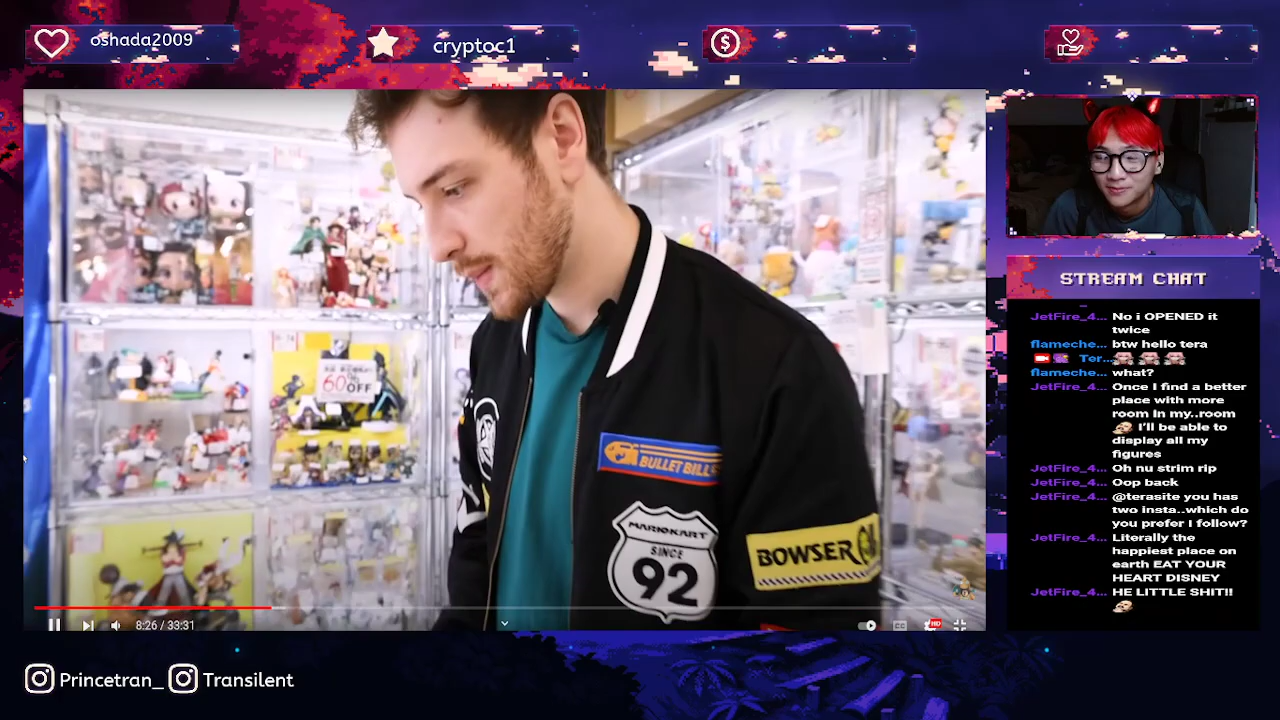 oshada2009
cryptoc1
60%OFF
BULLET BILL
MARIOKART
SINCE
92
BOWSER
8:26 / 33:31
CC
HD
STREAM CHAT
JetFire_4... No i OPENED it
twice
flameche... btw hello tera
Ter...
flameche... what?
JetFire_4... Once I find a better
place with more
room in my..room
I'll be able to
display all my
figures
JetFire_4... Oh nu strim rip
JetFire_4... Oop back
JetFire_4... @terasite you has
two insta..which do
you prefer I follow?
JetFire_4... Literally the
happiest place on
earth EAT YOUR
HEART DISNEY
JetFire_4... HE LITTLE SHIT!!
Princetran_ Transilent